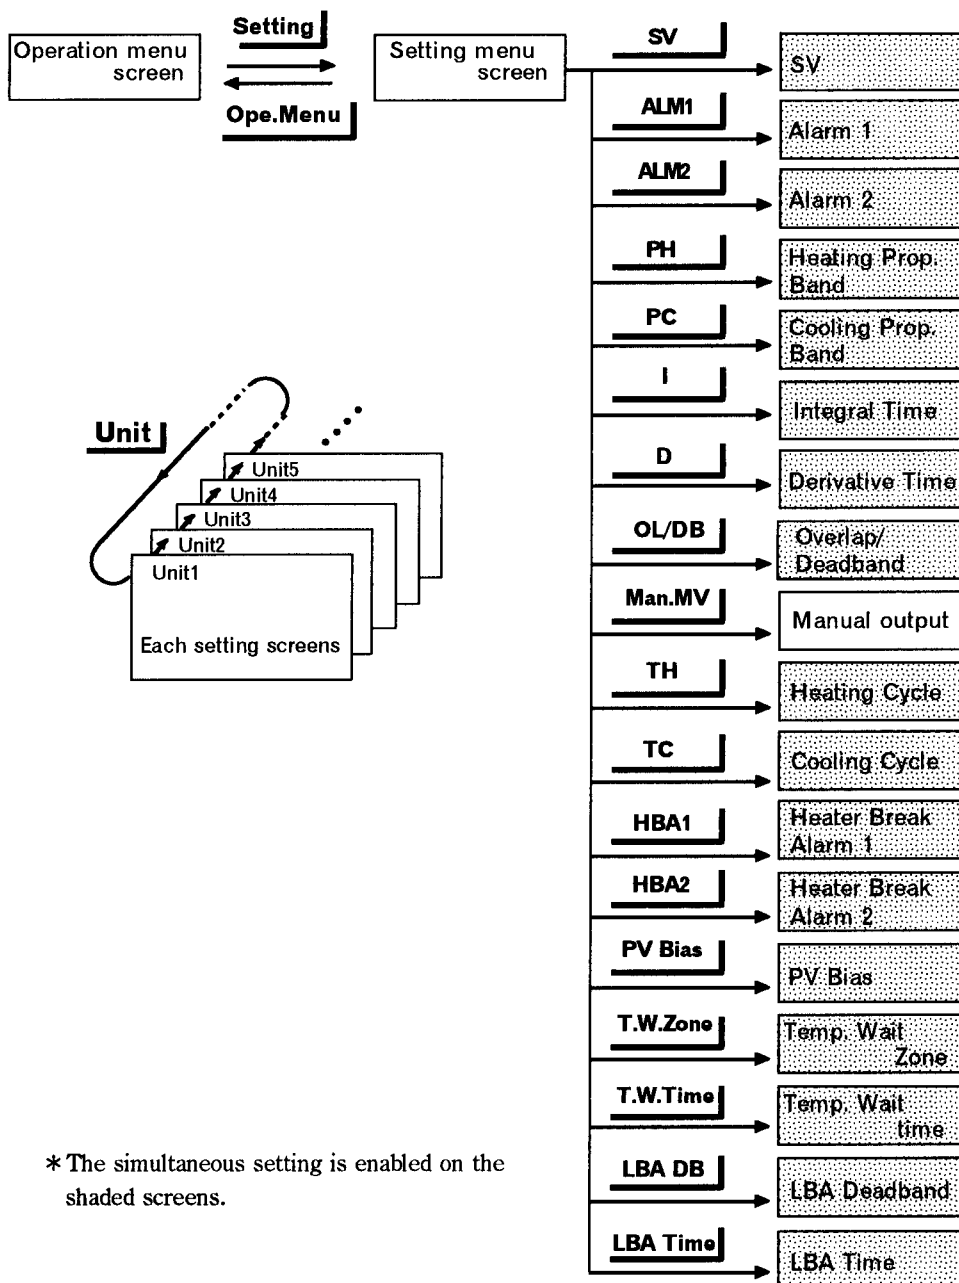 Operation menu
screen
Setting
Ope.Menu
Setting menu
screen
SV
SV
ALM1
Alarm 1
ALM2
Alarm 2
PH
Heating Prop.
Band
PC
Cooling Prop.
Band
I
Integral Time
D
Derivative Time
OL/DB
Overlap/
Deadband
Man.MV
Manual output
TH
Heating Cycle
TC
Cooling Cycle
HBA1
Heater Break
Alarm 1
HBA2
Heater Break
Alarm 2
PV Bias
PV Bias
T.W.Zone
Temp. Wait
Zone
T.W.Time
Temp. Wait
time
LBA DB
LBA Deadband
LBA Time
LBA Time
Unit
Unit5
Unit4
Unit3
Unit2
Unit1
Each setting screens
* The simultaneous setting is enabled on the
shaded screens.